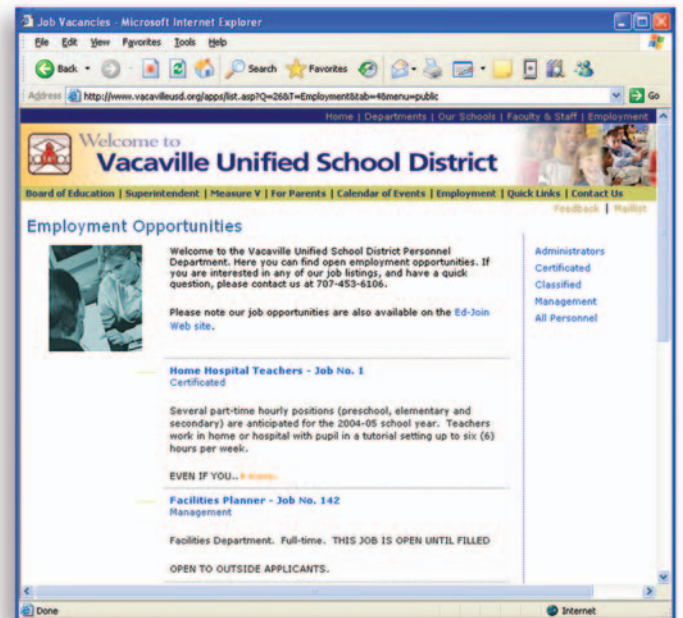 Job Vacancies - Microsoft Internet Explorer
File Edit View Favorites Tools Help
Back Search Favorites
Address http://www.vacavilleusd.org/apps/list.asp?Q=26&T=Employment&tab=4&menu=public Go
Home | Departments | Our Schools | Faculty & Staff | Employment
Welcome to
Vacaville Unified School District
Board of Education | Superintendent | Measure V | For Parents | Calendar of Events | Employment | Quick Links | Contact Us
Feedback | Maillist
Employment Opportunities
Welcome to the Vacaville Unified School District Personnel
Department. Here you can find open employment opportunities. If
you are interested in any of our job listings, and have a quick
question, please contact us at 707-453-6106.
Please note our job opportunities are also available on the Ed-Join
Web site.
Administrators
Certificated
Classified
Management
All Personnel
Home Hospital Teachers - Job No. 1
Certificated
Several part-time hourly positions (preschool, elementary and
secondary) are anticipated for the 2004-05 school year. Teachers
work in home or hospital with pupil in a tutorial setting up to six (6)
hours per week.
EVEN IF YOU..
Facilities Planner - Job No. 142
Management
Facilities Department. Full-time. THIS JOB IS OPEN UNTIL FILLED
OPEN TO OUTSIDE APPLICANTS.
Done Internet